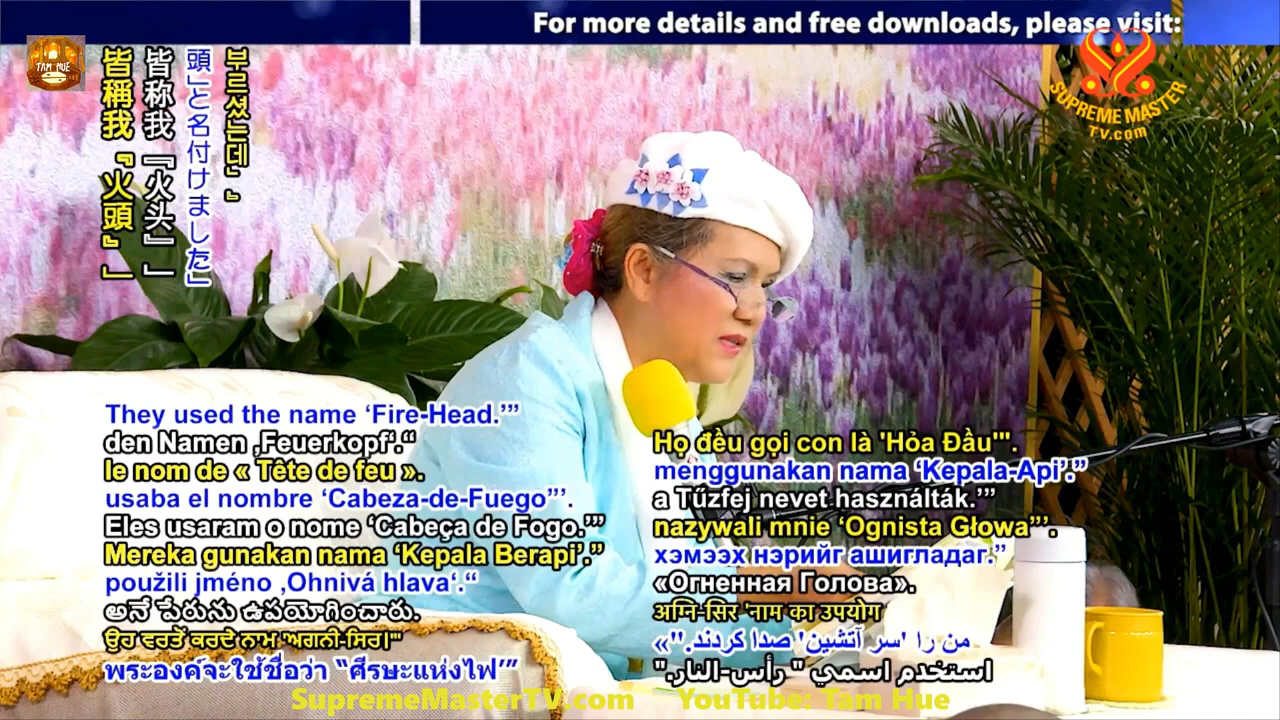 For more details and free downloads, please visit:
TAM HUE
SUPREME MASTER
TV.com
부르셨는데』』
頭」と名付けました」
皆称我『火头』」
皆稱我『火頭』」
They used the name ‘Fire-Head.’”
den Namen ‚Feuerkopf‘.“
le nom de « Tête de feu ».
usaba el nombre ‘Cabeza-de-Fuego”’.
Eles usaram o nome ‘Cabeça de Fogo.’”
Mereka gunakan nama ‘Kepala Berapi’.”
použili jméno ‚Ohnivá hlava‘.“
అనే పేరును ఉపయోగించారు.
ਉਹ ਵਰਤੋਂ ਕਰਦੇ ਨਾਮ 'ਅਗਨੀ-ਸਿਰ।'"
พระองค์จะใช้ชื่อว่า “ศีรษะแห่งไฟ’”
Họ đều gọi con là 'Hỏa Đầu'".
menggunakan nama ‘Kepala-Api’.”
a Tűzfej nevet használták.’”
nazywali mnie ‘Ognista Głowa”’.
хэмээх нэрийг ашигладаг.”
«Огненная Голова».
अग्नि-सिर 'नाम का उपयोग
من را 'سر آتشین' صدا کردند."»
استخدم اسمي " رأس-النار."
SupremeMasterTV.com YouTube: Tam Hue